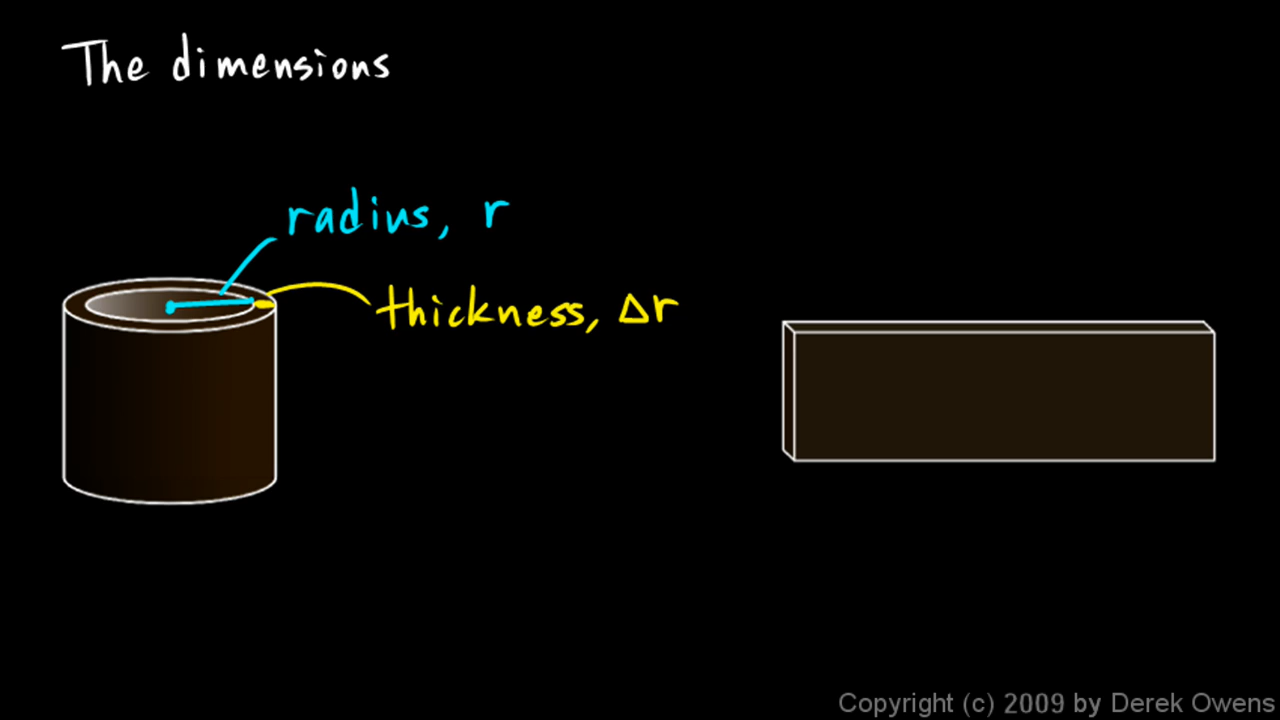 The dimensions
radius, r
thickness, Δr
Copyright (c) 2009 by Derek Owens